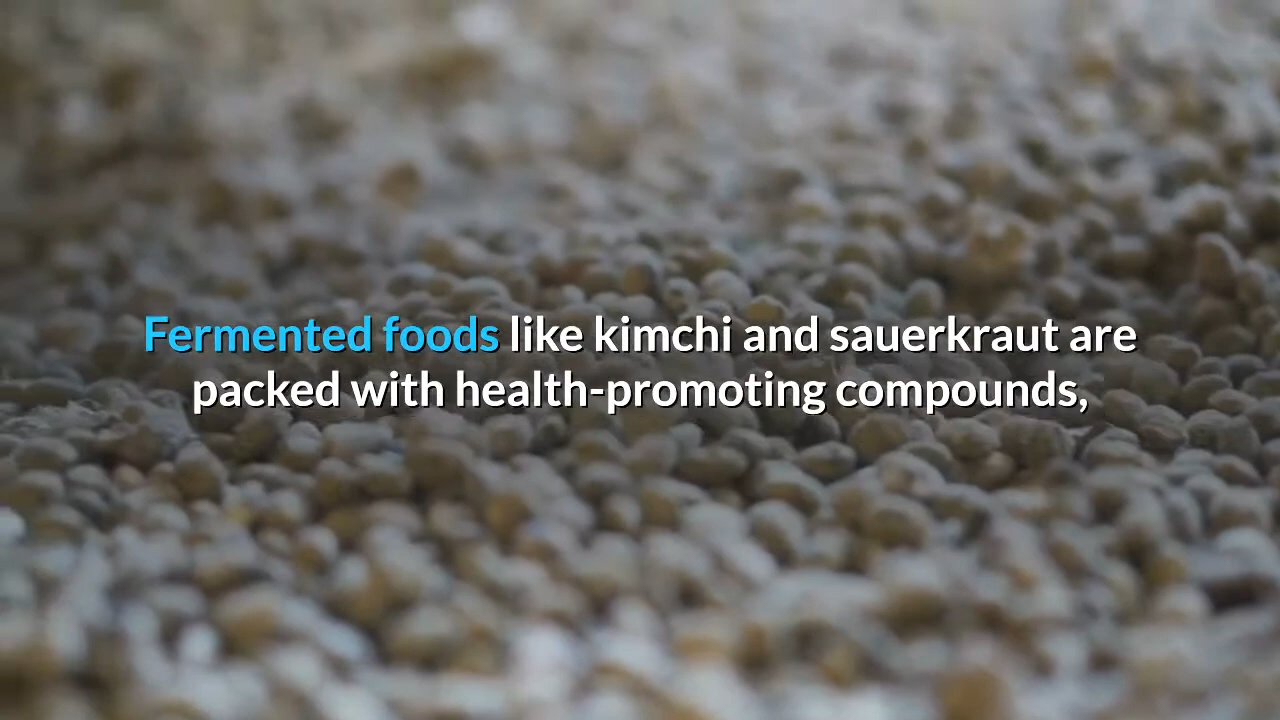 Fermented foods like kimchi and sauerkraut are
packed with health-promoting compounds,